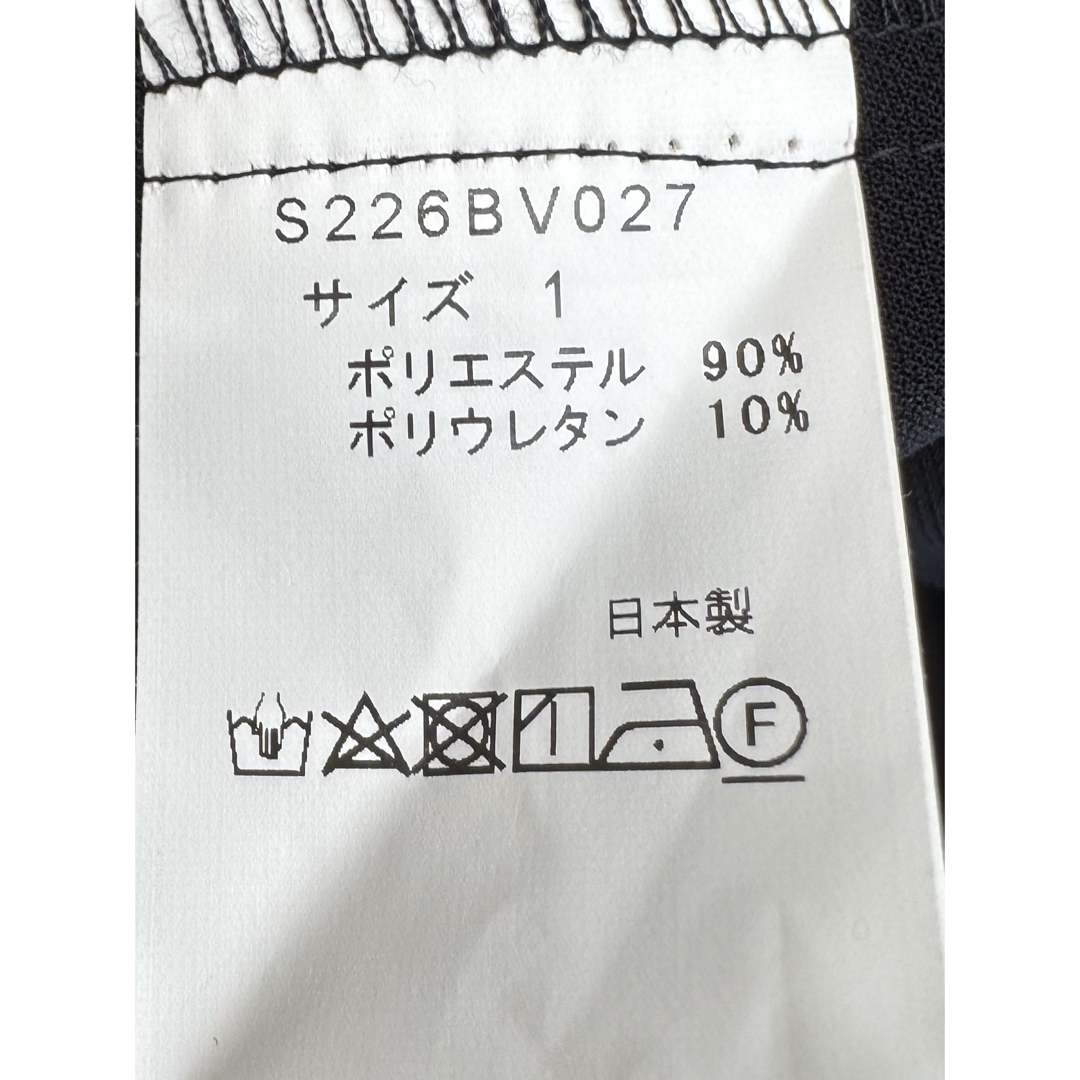 S226BV027
サイズ 1
ポリエステル 90%
ポリウレタン 10%
日本製
F